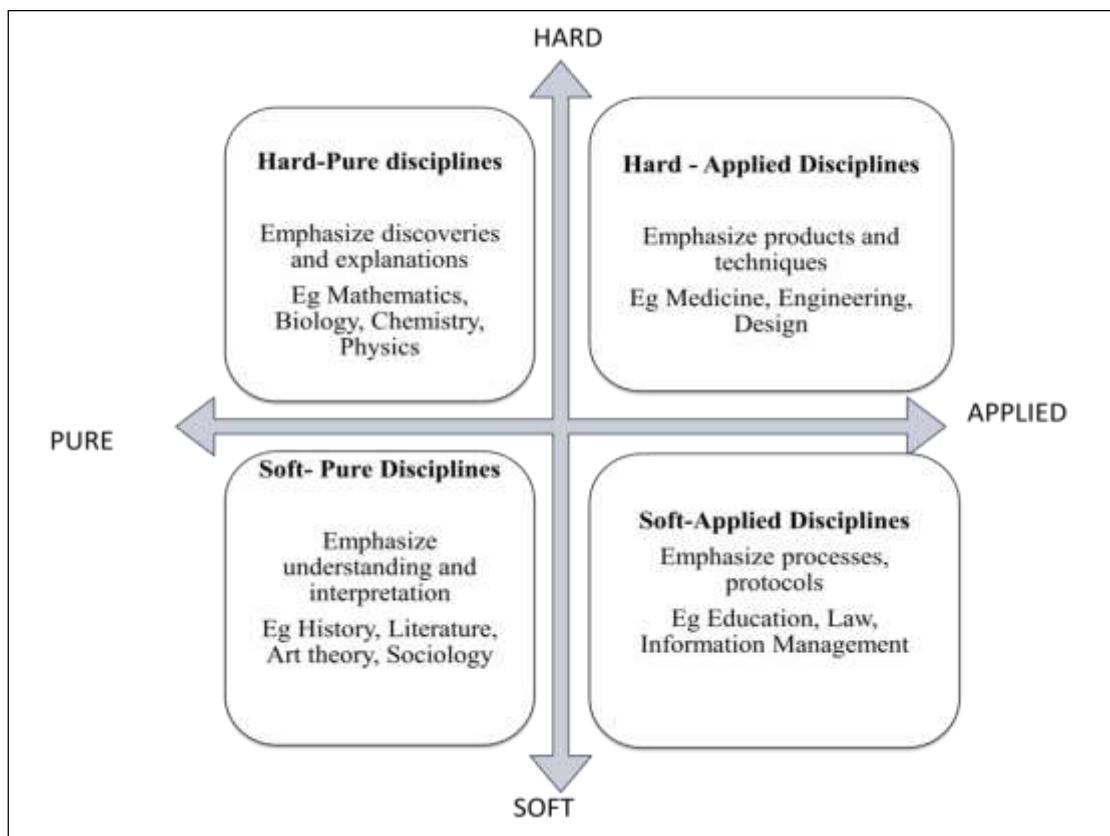 HARD
Hard-Pure disciplines
Emphasize discoveries
and explanations
Eg Mathematics,
Biology, Chemistry,
Physics
Hard - Applied Disciplines
Emphasize products and
techniques
Eg Medicine, Engineering,
Design
PURE
APPLIED
Soft- Pure Disciplines
Emphasize
understanding and
interpretation
Eg History, Literature,
Art theory, Sociology
Soft-Applied Disciplines
Emphasize processes,
protocols
Eg Education, Law,
Information Management
SOFT